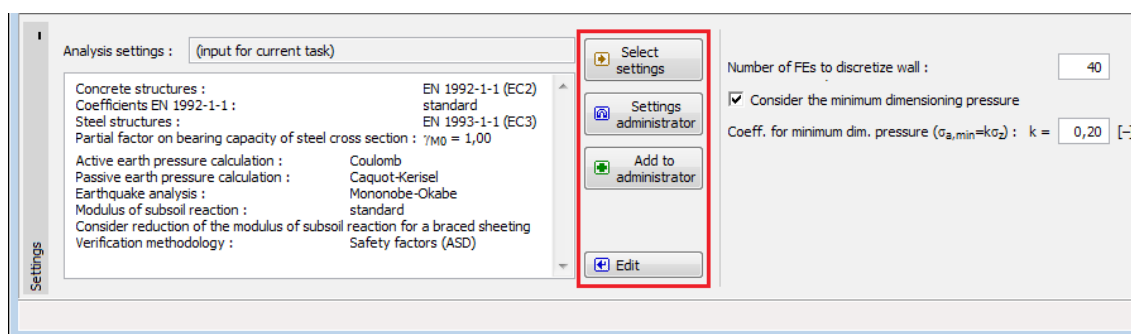 Analysis settings : (input for current task)
Concrete structures : EN 1992-1-1 (EC2)
Coefficients EN 1992-1-1 : standard
Steel structures : EN 1993-1-1 (EC3)
Partial factor on bearing capacity of steel cross section : γM0 = 1,00
Active earth pressure calculation : Coulomb
Passive earth pressure calculation : Caquot-Kerisel
Earthquake analysis : Mononobe-Okabe
Modulus of subsoil reaction : standard
Consider reduction of the modulus of subsoil reaction for a braced sheeting
Verification methodology : Safety factors (ASD)
Settings
Select
settings
Settings
administrator
Add to
administrator
Edit
Number of FEs to discretize wall : 40
Consider the minimum dimensioning pressure
Coeff. for minimum dim. pressure (σa,min=kσz) : k = 0,20 [–]